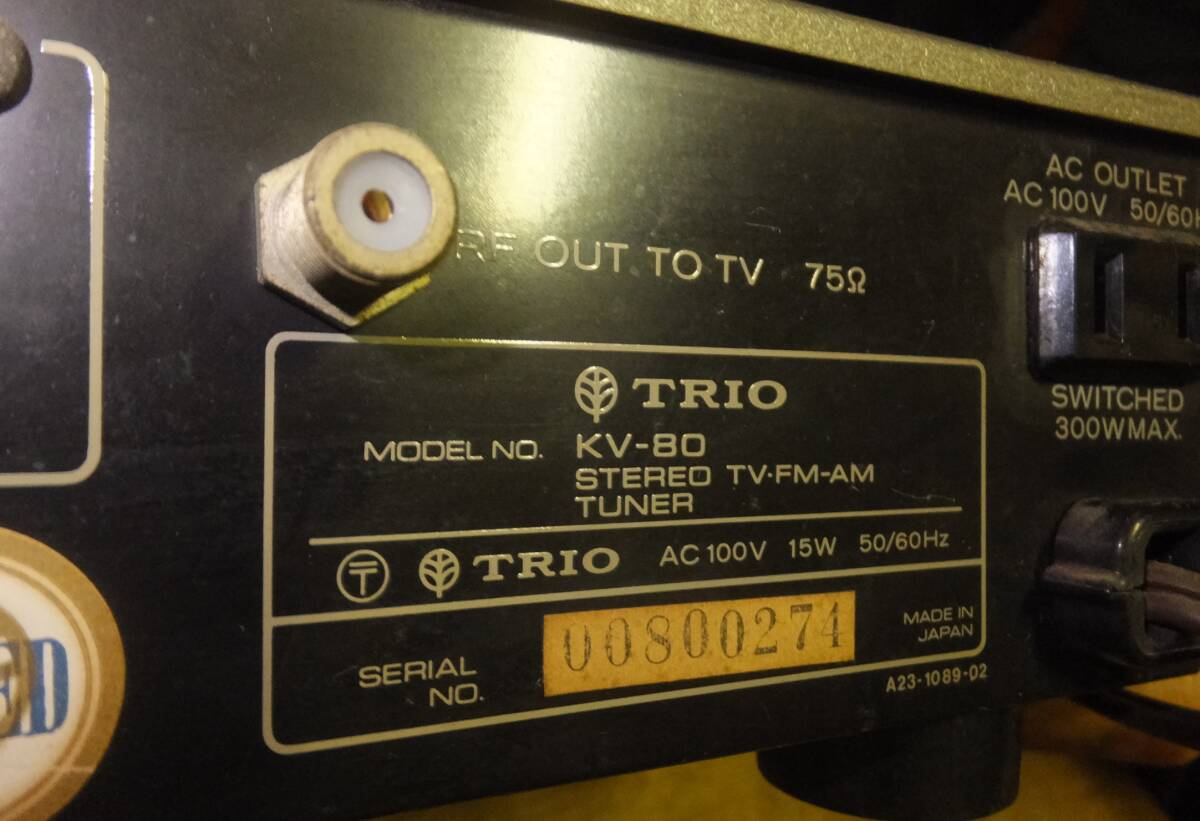 RF OUT TO TV 75Ω
AC OUTLET
AC 100V 50/60
SWITCHED
300W MAX.
TRIO
MODEL NO. KV-80
STEREO TV·FM-AM
TUNER
〒 TRIO AC 100V 15W 50/60Hz
SERIAL
NO.
00800274
MADE IN
JAPAN
A23-1089-02
ED